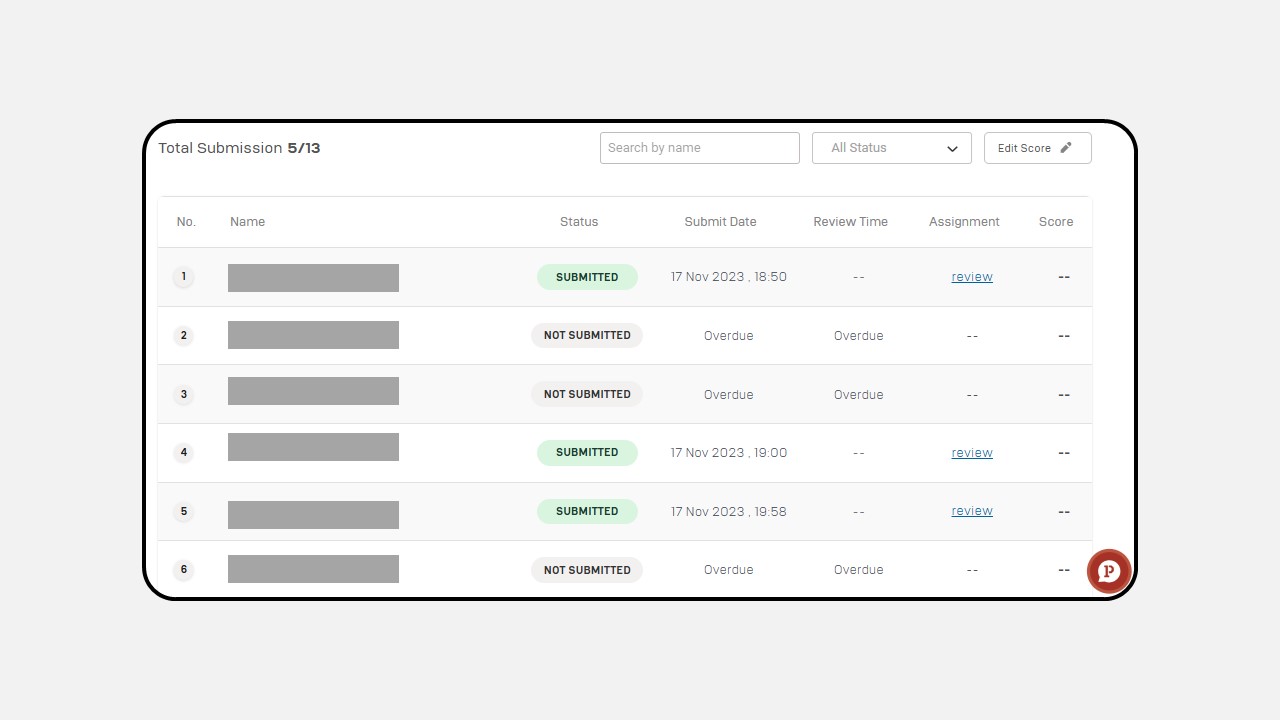 Total Submission 5/13 Search by name All Status Edit Score
No. Name Status Submit Date Review Time Assignment Score
1 SUBMITTED 17 Nov 2023 , 18:50 -- review --
2 NOT SUBMITTED Overdue Overdue -- --
3 NOT SUBMITTED Overdue Overdue -- --
4 SUBMITTED 17 Nov 2023 , 19:00 -- review --
5 SUBMITTED 17 Nov 2023 , 19:58 -- review --
6 NOT SUBMITTED Overdue Overdue -- --
P